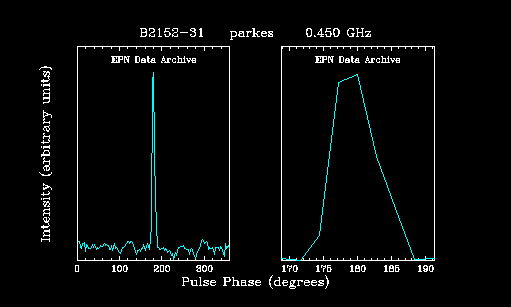 B2152-31 parkes 0.450 GHz
EPN Data Archive EPN Data Archive
Intensity (arbitrary units)
0 100 200 300 170 175 180 185 190
Pulse Phase (degrees)